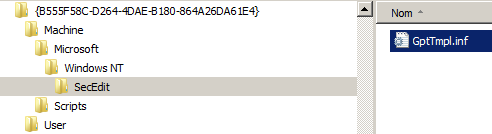 {B555F58C-D264-4DAE-B180-864A26DA61E4}
Machine
Microsoft
Windows NT
SecEdit
Scripts
User
Nom
GptTmpl.inf